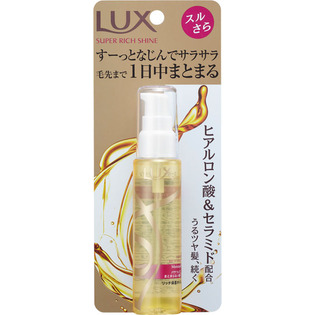 LUX
SUPER RICH SHINE
スルさら
すーっとなじんでサラサラ
毛先まで1日中まとまる
ヒアルロン酸&セラミド配合
うるツヤ髪、続く
LUX